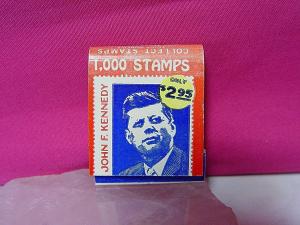 COLLECT STAMPS
1,000 STAMPS
ONLY
$2.95
JOHN F. KENNEDY